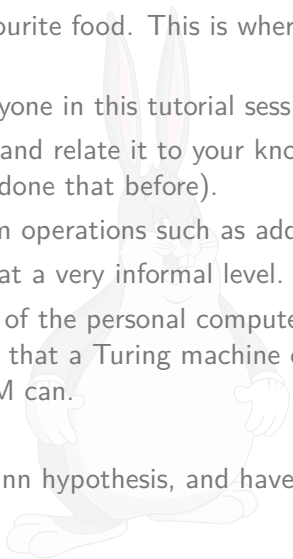 ourite food. This is wher
yone in this tutorial sess
and relate it to your kno
done that before).
n operations such as add
at a very informal level.
of the personal compute
that a Turing machine
M can.
nn hypothesis, and have